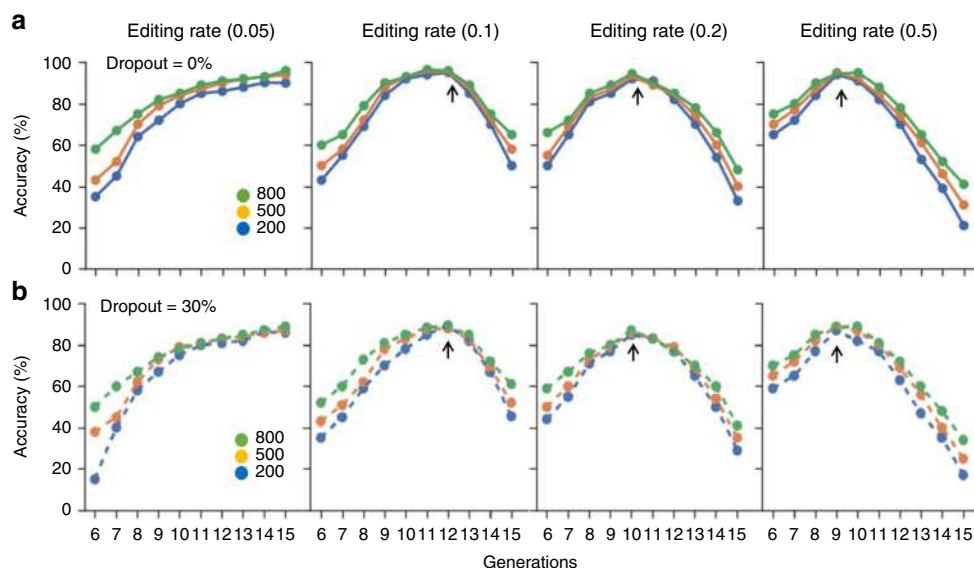 a
Editing rate (0.05) Editing rate (0.1) Editing rate (0.2) Editing rate (0.5)
Dropout = 0%
Accuracy (%)
100
80
60
40
20
0
800
500
200
b
Dropout = 30%
Accuracy (%)
100
80
60
40
20
0
800
500
200
6 7 8 9 10 11 12 13 14 15 6 7 8 9 10 11 12 13 14 15 6 7 8 9 10 11 12 13 14 15 6 7 8 9 10 11 12 13 14 15
Generations